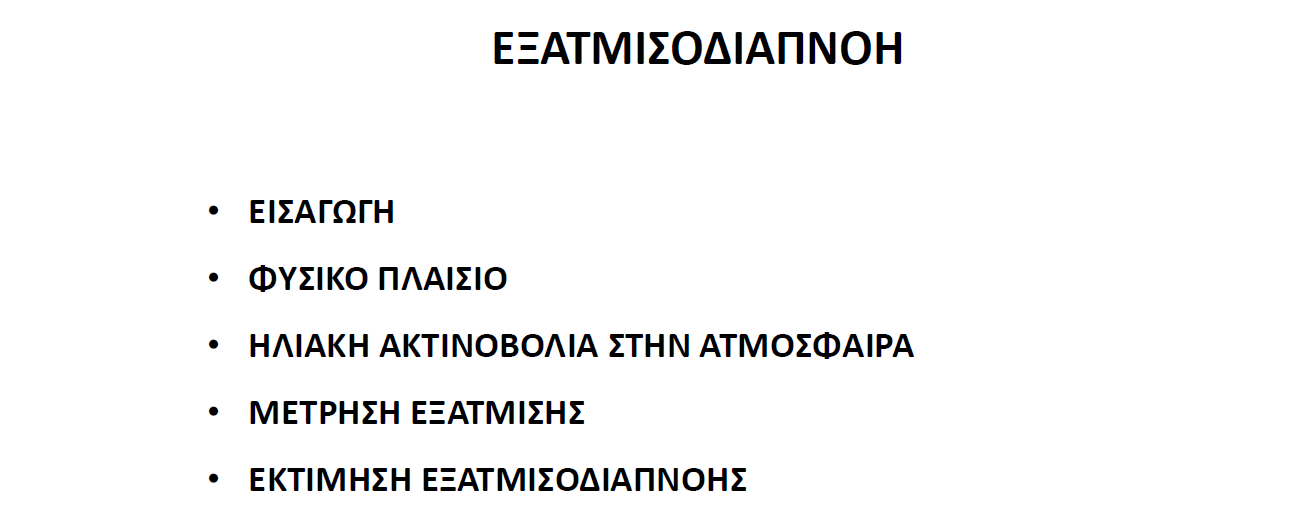 ΕΞΑΤΜΙΣΟΔΙΑΠΝΟΗ
• ΕΙΣΑΓΩΓΗ
• ΦΥΣΙΚΟ ΠΛΑΙΣΙΟ
• ΗΛΙΑΚΗ ΑΚΤΙΝΟΒΟΛΙΑ ΣΤΗΝ ΑΤΜΟΣΦΑΙΡΑ
• ΜΕΤΡΗΣΗ ΕΞΑΤΜΙΣΗΣ
• ΕΚΤΙΜΗΣΗ ΕΞΑΤΜΙΣΟΔΙΑΠΝΟΗΣ